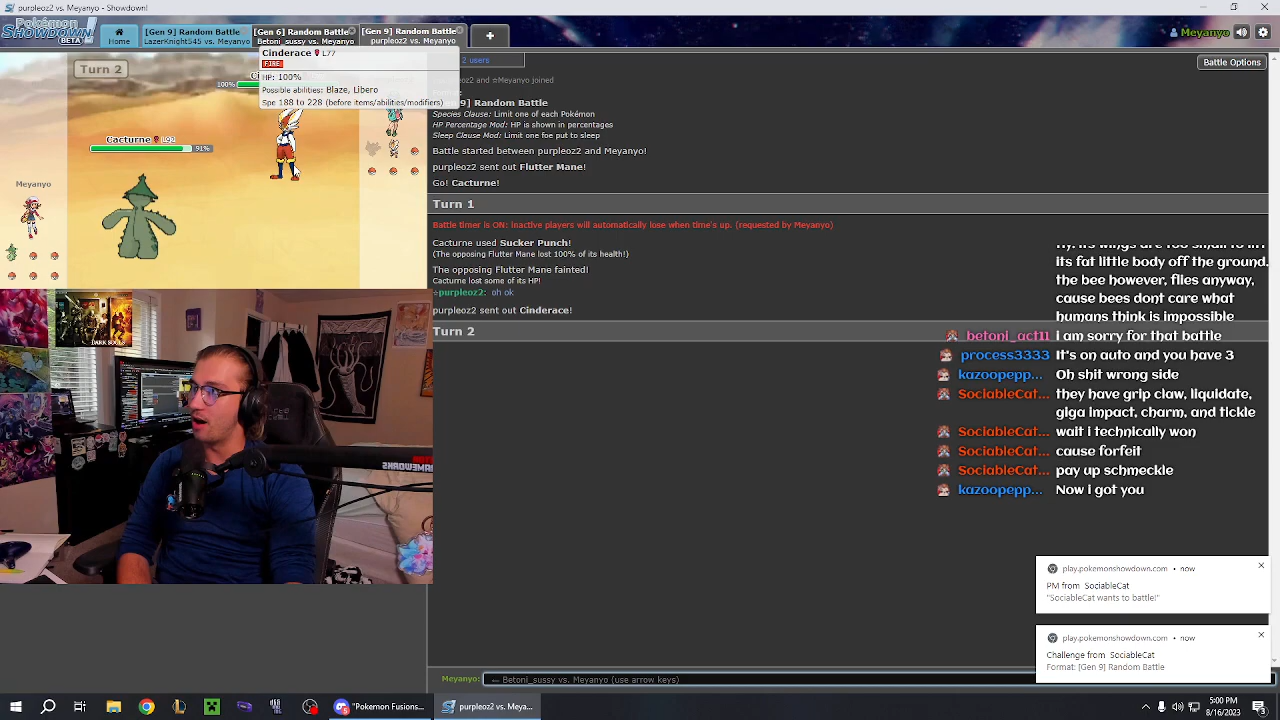 Showdown!
Pokémon
SHOWDOWN!
BETA
Home
[Gen 9] Random Battle
LazerKnight545 vs. Meyanyo
[Gen 6] Random Battle
Betoni_sussy vs. Meyanyo
[Gen 9] Random Battle
purpleoz2 vs. Meyanyo
Meyanyo
Turn 2
100%
Cinderace L77
FIRE
HP: 100%
Possible abilities: Blaze, Libero
Spe 188 to 228 (before items/abilities/modifiers)
Cacturne L92
91%
Meyanyo
2 users
Battle Options
and ☆Meyanyo joined
[Gen 9] Random Battle
Species Clause: Limit one of each Pokémon
HP Percentage Mod: HP is shown in percentages
Sleep Clause Mod: Limit one foe put to sleep
Battle started between purpleoz2 and Meyanyo!
purpleoz2 sent out Flutter Mane!
Go! Cacturne!
Turn 1
Battle timer is ON: inactive players will automatically lose when time's up. (requested by Meyanyo)
Cacturne used Sucker Punch!
(The opposing Flutter Mane lost 100% of its health!)
The opposing Flutter Mane fainted!
Cacturne lost some of its HP!
☆purpleoz2: oh ok
purpleoz2 sent out Cinderace!
Turn 2
its fat little body off the ground.
the bee however, flies anyway,
cause bees dont care what
humans think is impossible
betoni_act11 i am sorry for that battle
process3333 It's on auto and you have 3
kazoopepp... Oh shit wrong side
SociableCat... they have grip claw, liquidate,
giga impact, charm, and tickle
SociableCat... wait i technically won
SociableCat... cause forfeit
SociableCat... pay up schmeckle
kazoopepp... Now i got you
DARK SOULS
GAMEWORKS
play.pokemonshowdown.com • now
PM from SociableCat
"SociableCat wants to battle!"
play.pokemonshowdown.com • now
Challenge from SociableCat
Format: [Gen 9] Random Battle
Meyanyo:
Betoni_sussy vs. Meyanyo (use arrow keys)
"Pokemon Fusions...
purpleoz2 vs. Meya...
5:00 PM
8/16/2023